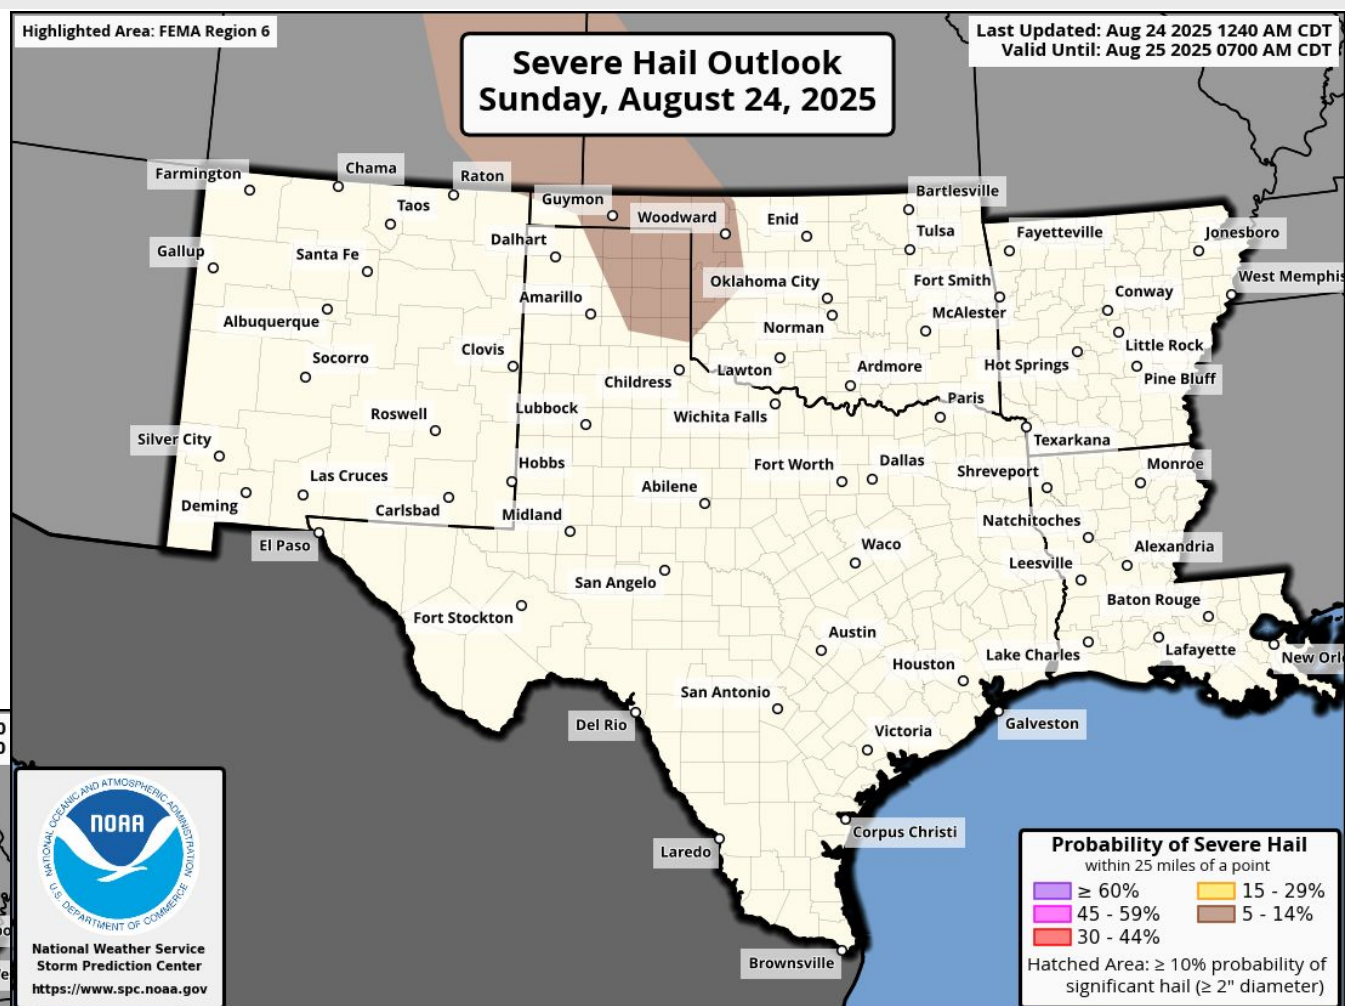 Highlighted Area: FEMA Region 6
Last Updated: Aug 24 2025 1240 AM CDT
Valid Until: Aug 25 2025 0700 AM CDT
Severe Hail Outlook
Sunday, August 24, 2025
Farmington
Chama
Raton
Taos
Guymon
Woodward
Enid
Bartlesville
Tulsa
Fayetteville
Jonesboro
Gallup
Santa Fe
Dalhart
Oklahoma City
Fort Smith
West Memphis
Albuquerque
Amarillo
Norman
McAlester
Conway
Little Rock
Socorro
Clovis
Childress
Lawton
Ardmore
Hot Springs
Pine Bluff
Roswell
Lubbock
Wichita Falls
Paris
Texarkana
Silver City
Las Cruces
Hobbs
Abilene
Fort Worth
Dallas
Shreveport
Monroe
Deming
Carlsbad
Midland
Natchitoches
El Paso
San Angelo
Waco
Leesville
Alexandria
Fort Stockton
Austin
Baton Rouge
Houston
Lake Charles
Lafayette
New Orl
San Antonio
Del Rio
Victoria
Galveston
Laredo
Corpus Christi
Brownsville
NATIONAL OCEANIC AND ATMOSPHERIC ADMINISTRATION
NOAA
U.S. DEPARTMENT OF COMMERCE
National Weather Service
Storm Prediction Center
https://www.spc.noaa.gov
Probability of Severe Hail
within 25 miles of a point
≥ 60%
15 - 29%
45 - 59%
5 - 14%
30 - 44%
Hatched Area: ≥ 10% probability of
significant hail (≥ 2" diameter)